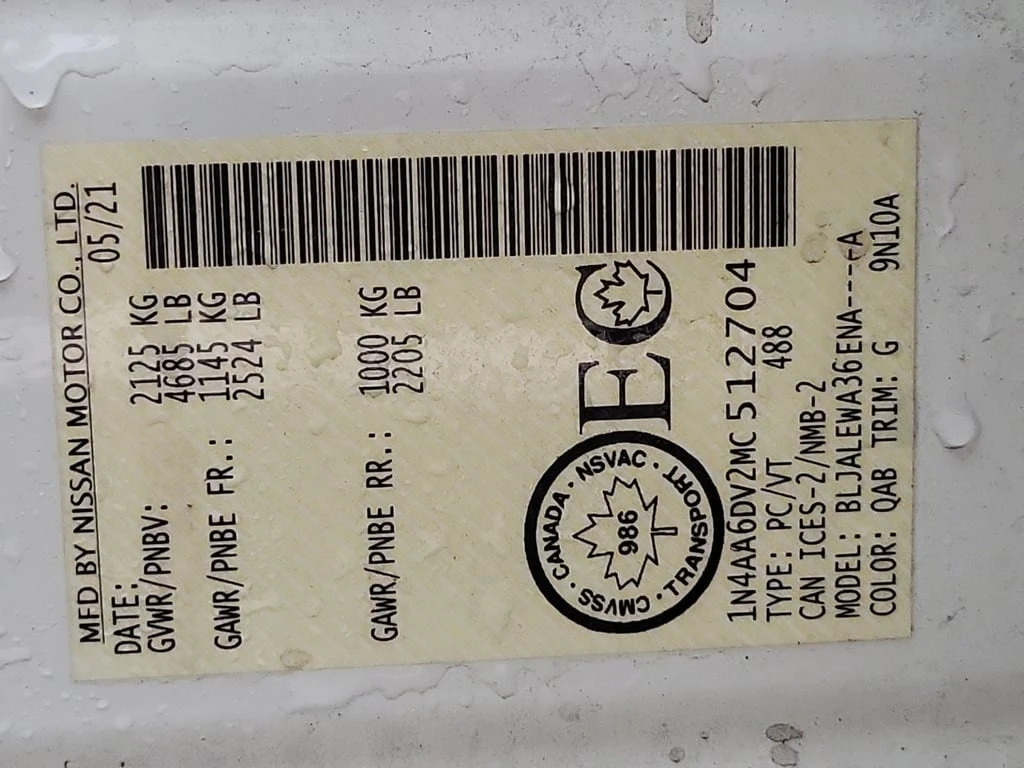 MFD BY NISSAN MOTOR CO., LTD.
DATE: 05/21
GVWR/PNBV: 2125 KG
4685 LB
GAWR/PNBE FR.: 1145 KG
2524 LB
GAWR/PNBE RR.: 1000 KG
2205 LB
CANADA · NSVAC · TRANSPORT · CMVSS ·
986
EC
1N4AA6DV2MC512704
TYPE: PC/VT 488
CAN ICES-2/NMB-2
MODEL: BLJALEWA36ENA----A
COLOR: QAB TRIM: G 9N10A